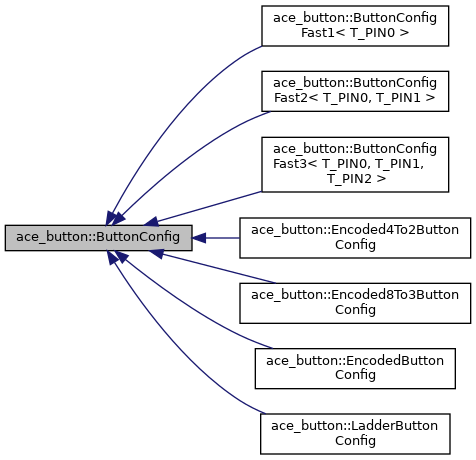 ace_button::ButtonConfig
Fast1< T_PIN0 >
ace_button::ButtonConfig
Fast2< T_PIN0, T_PIN1 >
ace_button::ButtonConfig
Fast3< T_PIN0, T_PIN1,
T_PIN2 >
ace_button::ButtonConfig
ace_button::Encoded4To2Button
Config
ace_button::Encoded8To3Button
Config
ace_button::EncodedButton
Config
ace_button::LadderButton
Config